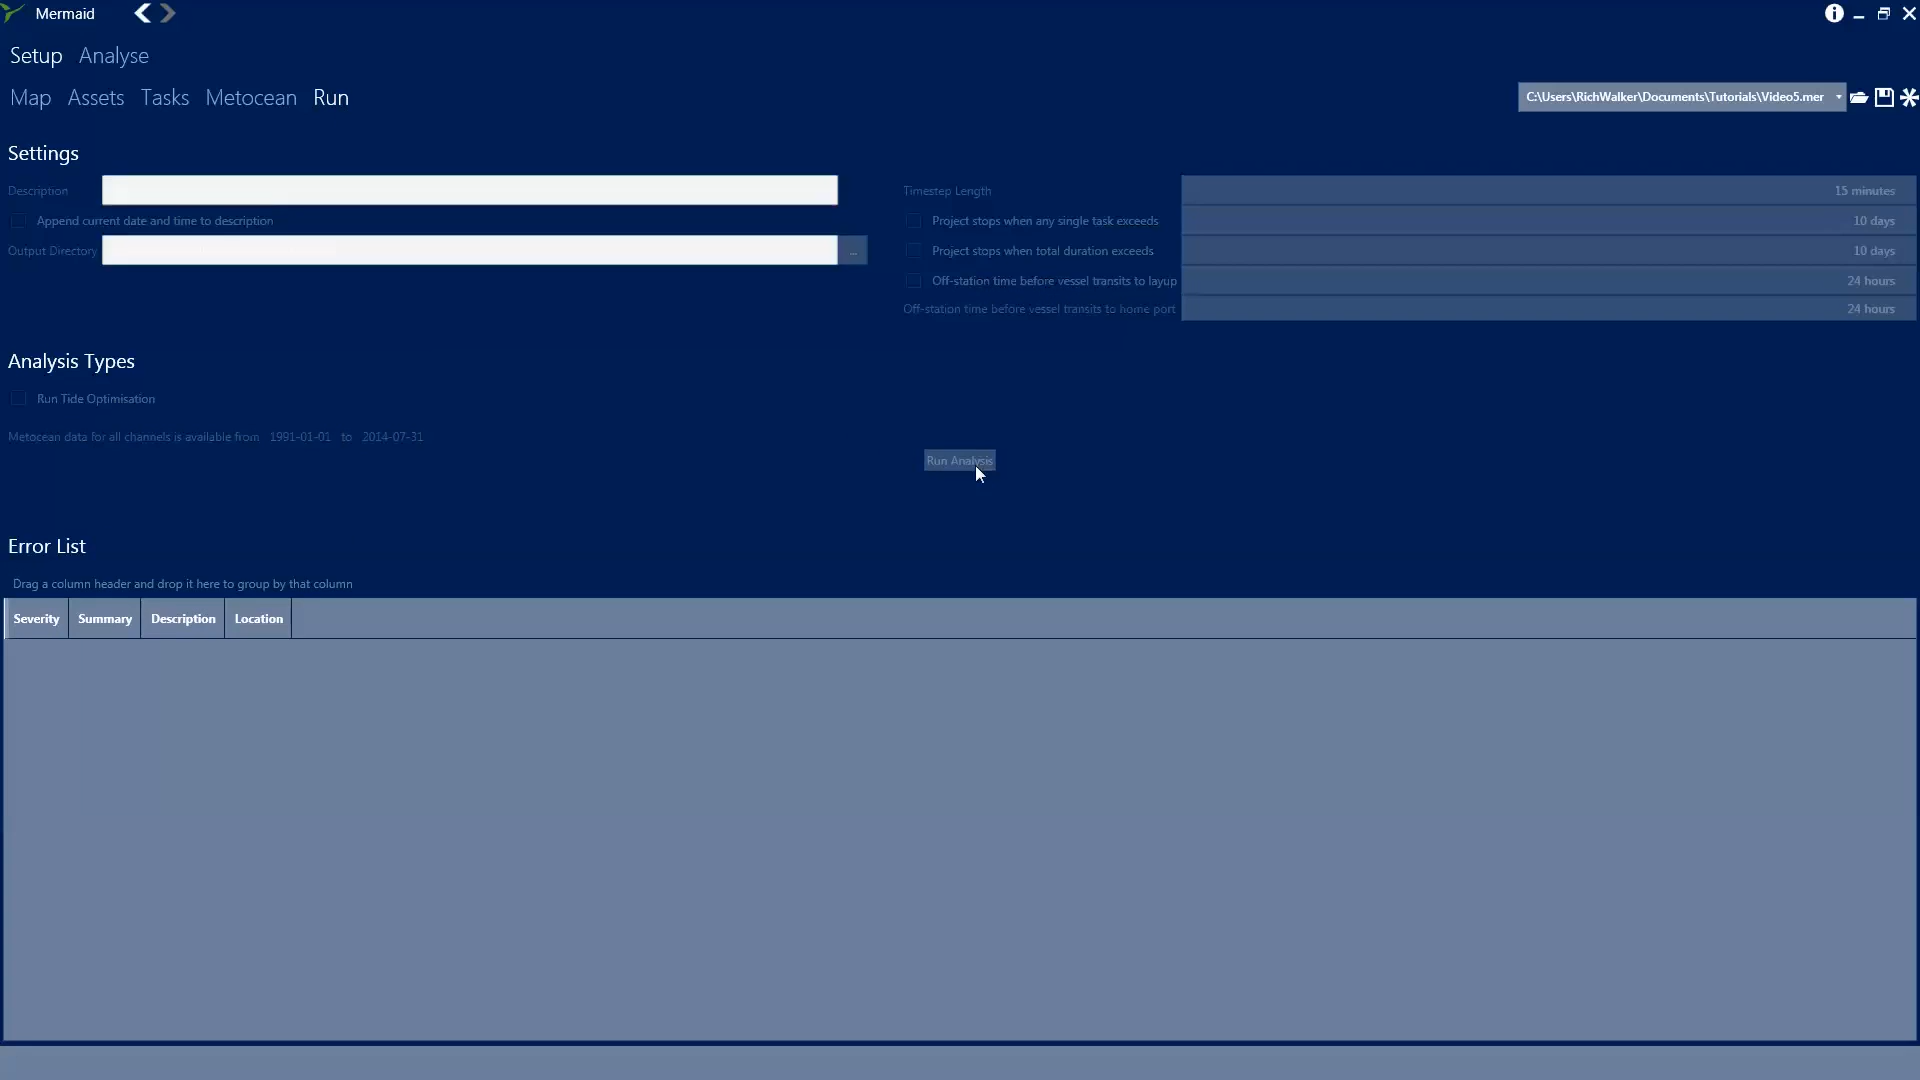 Mermaid
Setup Analyse
Map Assets Tasks Metocean Run
C:\Users\RichWalker\Documents\Tutorials\Video5.mer
Settings
Description
Append current date and time to description
Output Directory
...
Timestep Length 15 minutes
Project stops when any single task exceeds 10 days
Project stops when total duration exceeds 10 days
Off-station time before vessel transits to layup 24 hours
Off-station time before vessel transits to home port 24 hours
Analysis Types
Run Tide Optimisation
Metocean data for all channels is available from 1991-01-01 to 2014-07-31
Run Analysis
Error List
Drag a column header and drop it here to group by that column
Severity Summary Description Location